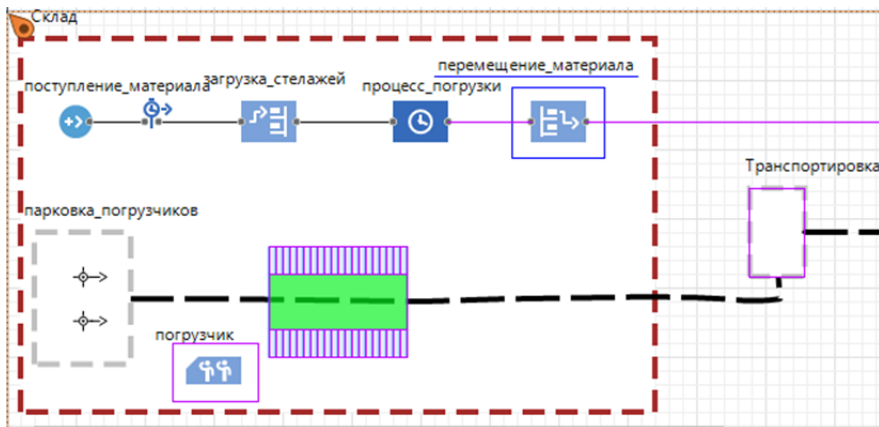 Склад
перемещение_материала
поступление_материала
загрузка_стелажей
процесс_погрузки
Транспортировка
парковка_погрузчиков
погрузчик